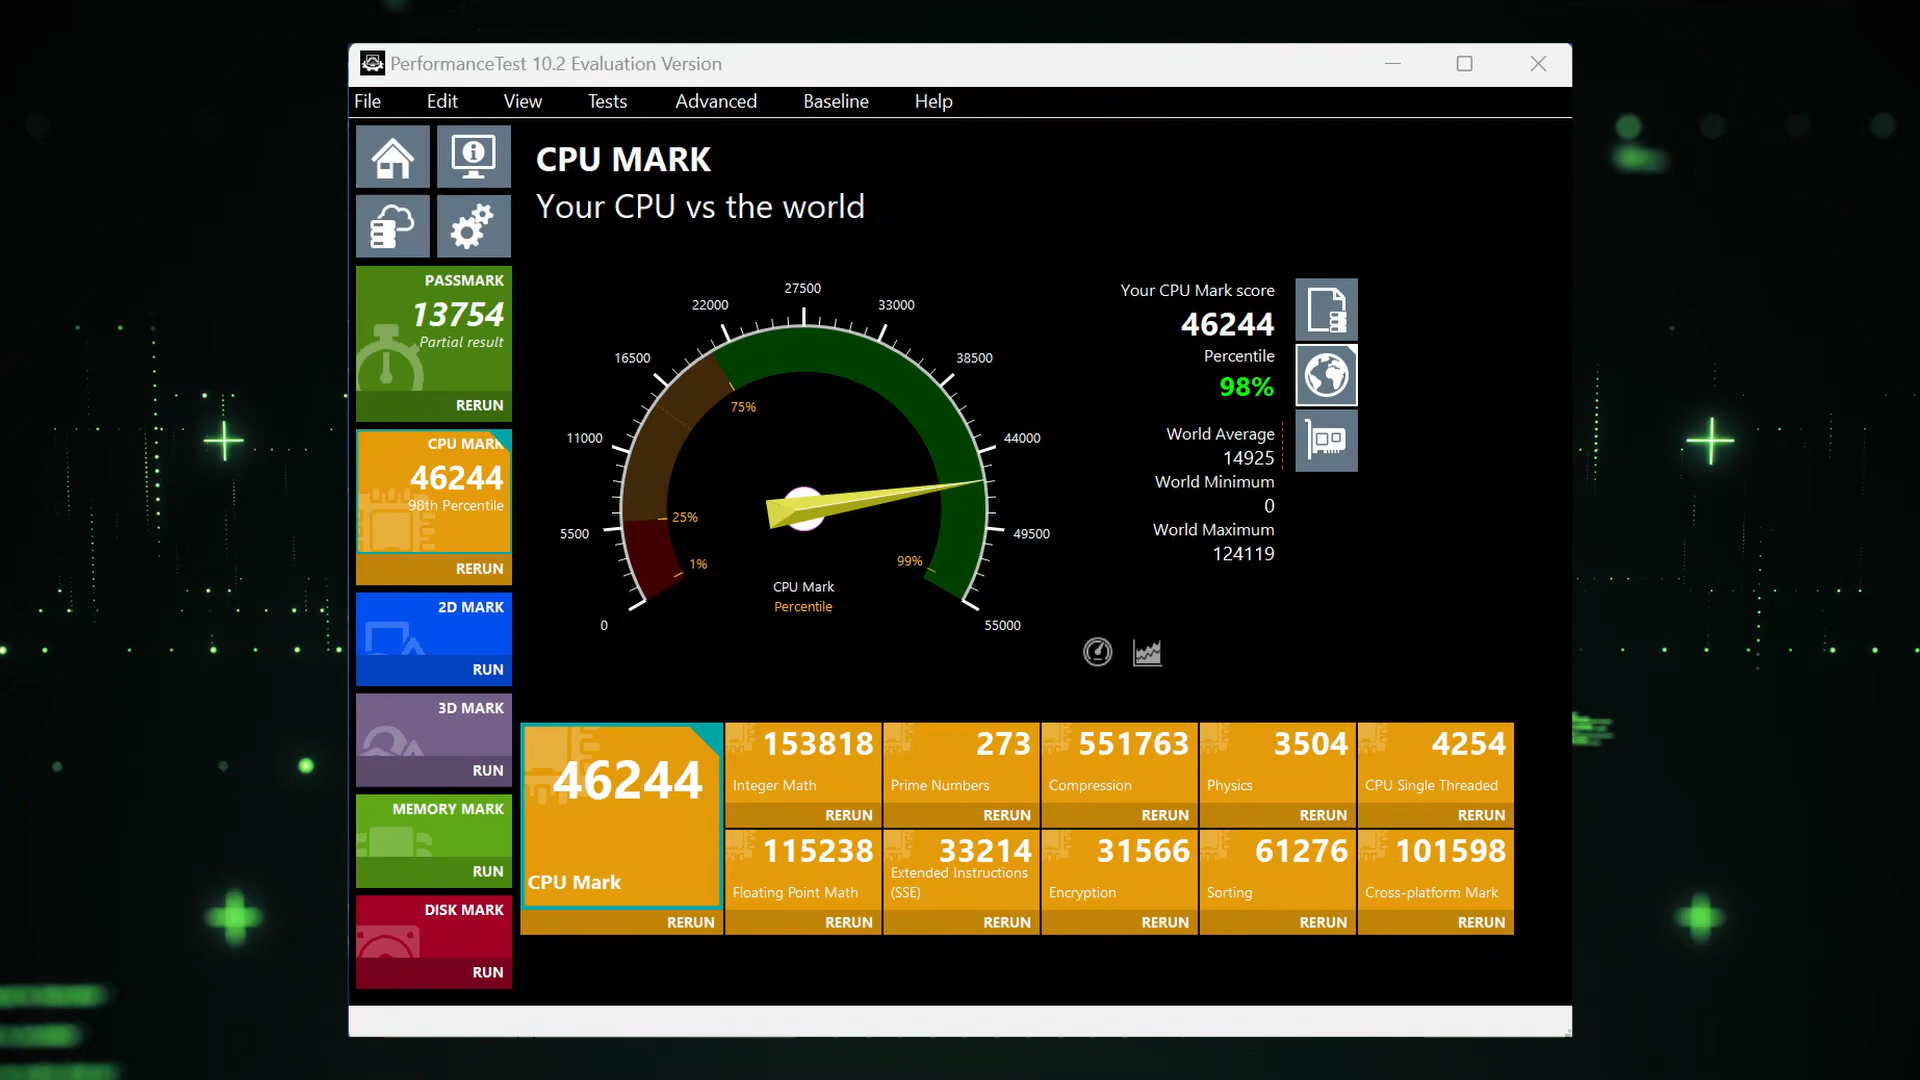 PerformanceTest 10.2 Evaluation Version
File Edit View Tests Advanced Baseline Help
CPU MARK
Your CPU vs the world
PASSMARK
13754
Partial result
RERUN
CPU MARK
46244
98th Percentile
RERUN
2D MARK
RUN
3D MARK
RUN
MEMORY MARK
RUN
DISK MARK
RUN
0
5500
11000
16500
22000
27500
33000
38500
44000
49500
55000
1%
25%
75%
99%
CPU Mark
Percentile
Your CPU Mark score
46244
Percentile
98%
World Average
14925
World Minimum
0
World Maximum
124119
46244
CPU Mark
RERUN
153818
Integer Math
RERUN
273
Prime Numbers
RERUN
551763
Compression
RERUN
3504
Physics
RERUN
4254
CPU Single Threaded
RERUN
115238
Floating Point Math
RERUN
33214
Extended Instructions
(SSE)
RERUN
31566
Encryption
RERUN
61276
Sorting
RERUN
101598
Cross-platform Mark
RERUN